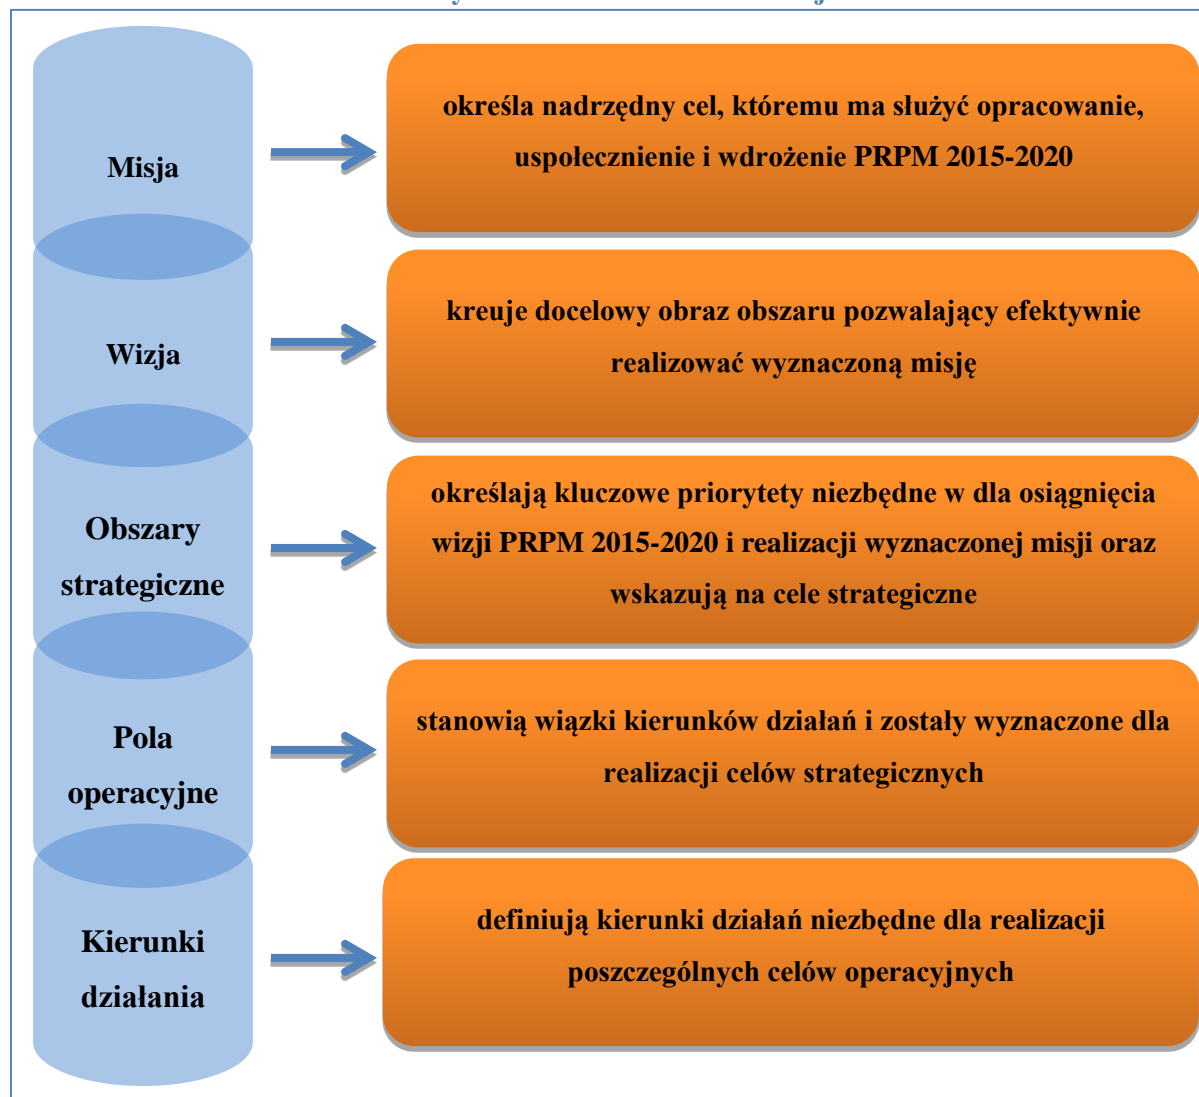 Misja
określa nadrzędny cel, któremu ma służyć opracowanie,
uspołecznienie i wdrożenie PRPM 2015-2020
Wizja
kreuje docelowy obraz obszaru pozwalający efektywnie
realizować wyznaczoną misję
Obszary
strategiczne
określają kluczowe priorytety niezbędne w dla osiągnięcia
wizji PRPM 2015-2020 i realizacji wyznaczonej misji oraz
wskazują na cele strategiczne
Pola
operacyjne
stanowią wiązki kierunków działań i zostały wyznaczone dla
realizacji celów strategicznych
Kierunki
działania
definiują kierunki działań niezbędne dla realizacji
poszczególnych celów operacyjnych